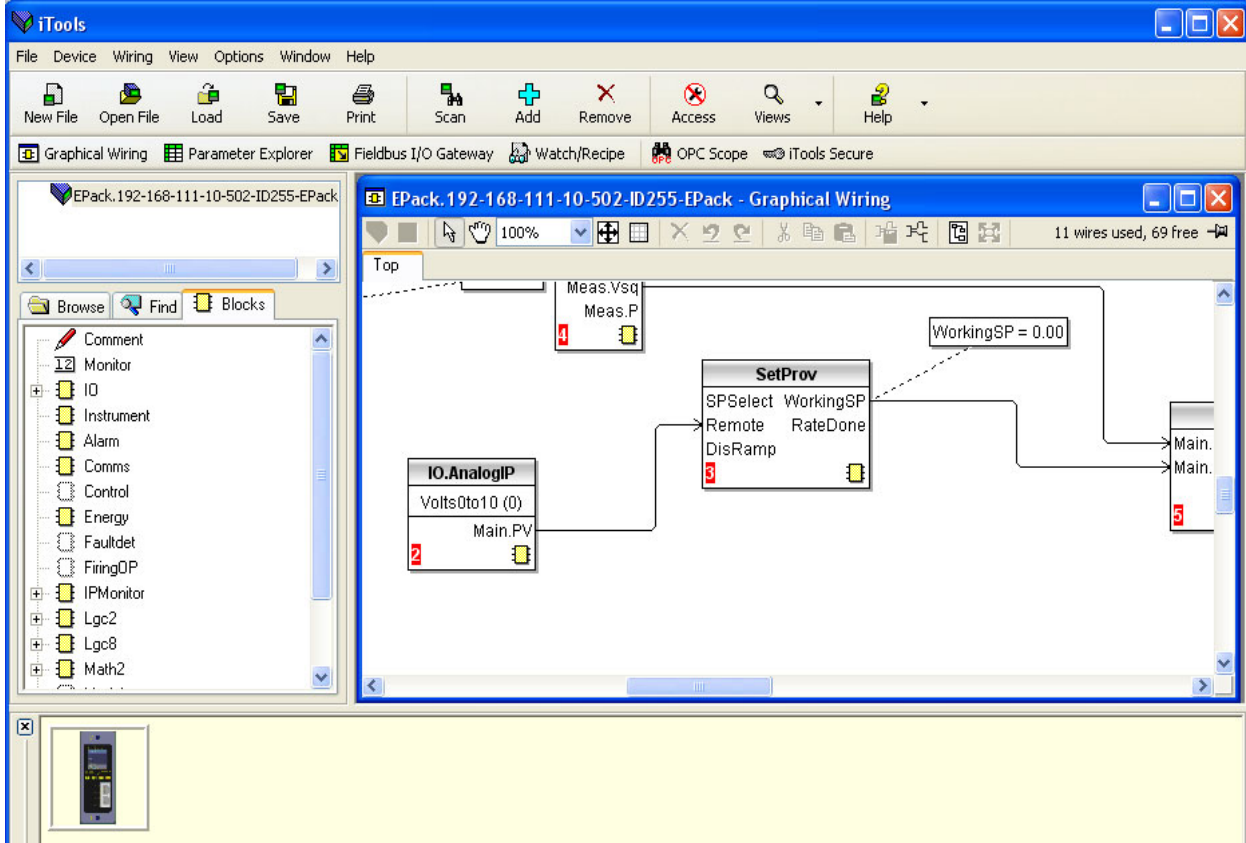 iTools
File Device Wiring View Options Window Help
New File Open File Load Save Print Scan Add Remove Access Views Help
Graphical Wiring Parameter Explorer Fieldbus I/O Gateway Watch/Recipe OPC Scope iTools Secure
EPack.192-168-111-10-502-ID255-EPack
Browse Find Blocks
Comment
12 Monitor
IO
Instrument
Alarm
Comms
Control
Energy
Faultdet
FiringOP
IPMonitor
Lgc2
Lgc8
Math2
EPack.192-168-111-10-502-ID255-EPack - Graphical Wiring
100% 11 wires used, 69 free
Top
Meas.Vsq
Meas.P
4
WorkingSP = 0.00
SetProv
SPSelect WorkingSP
Remote RateDone
DisRamp
3
IO.AnalogIP
Volts0to10 (0)
Main.PV
2
Main.
Main.
5